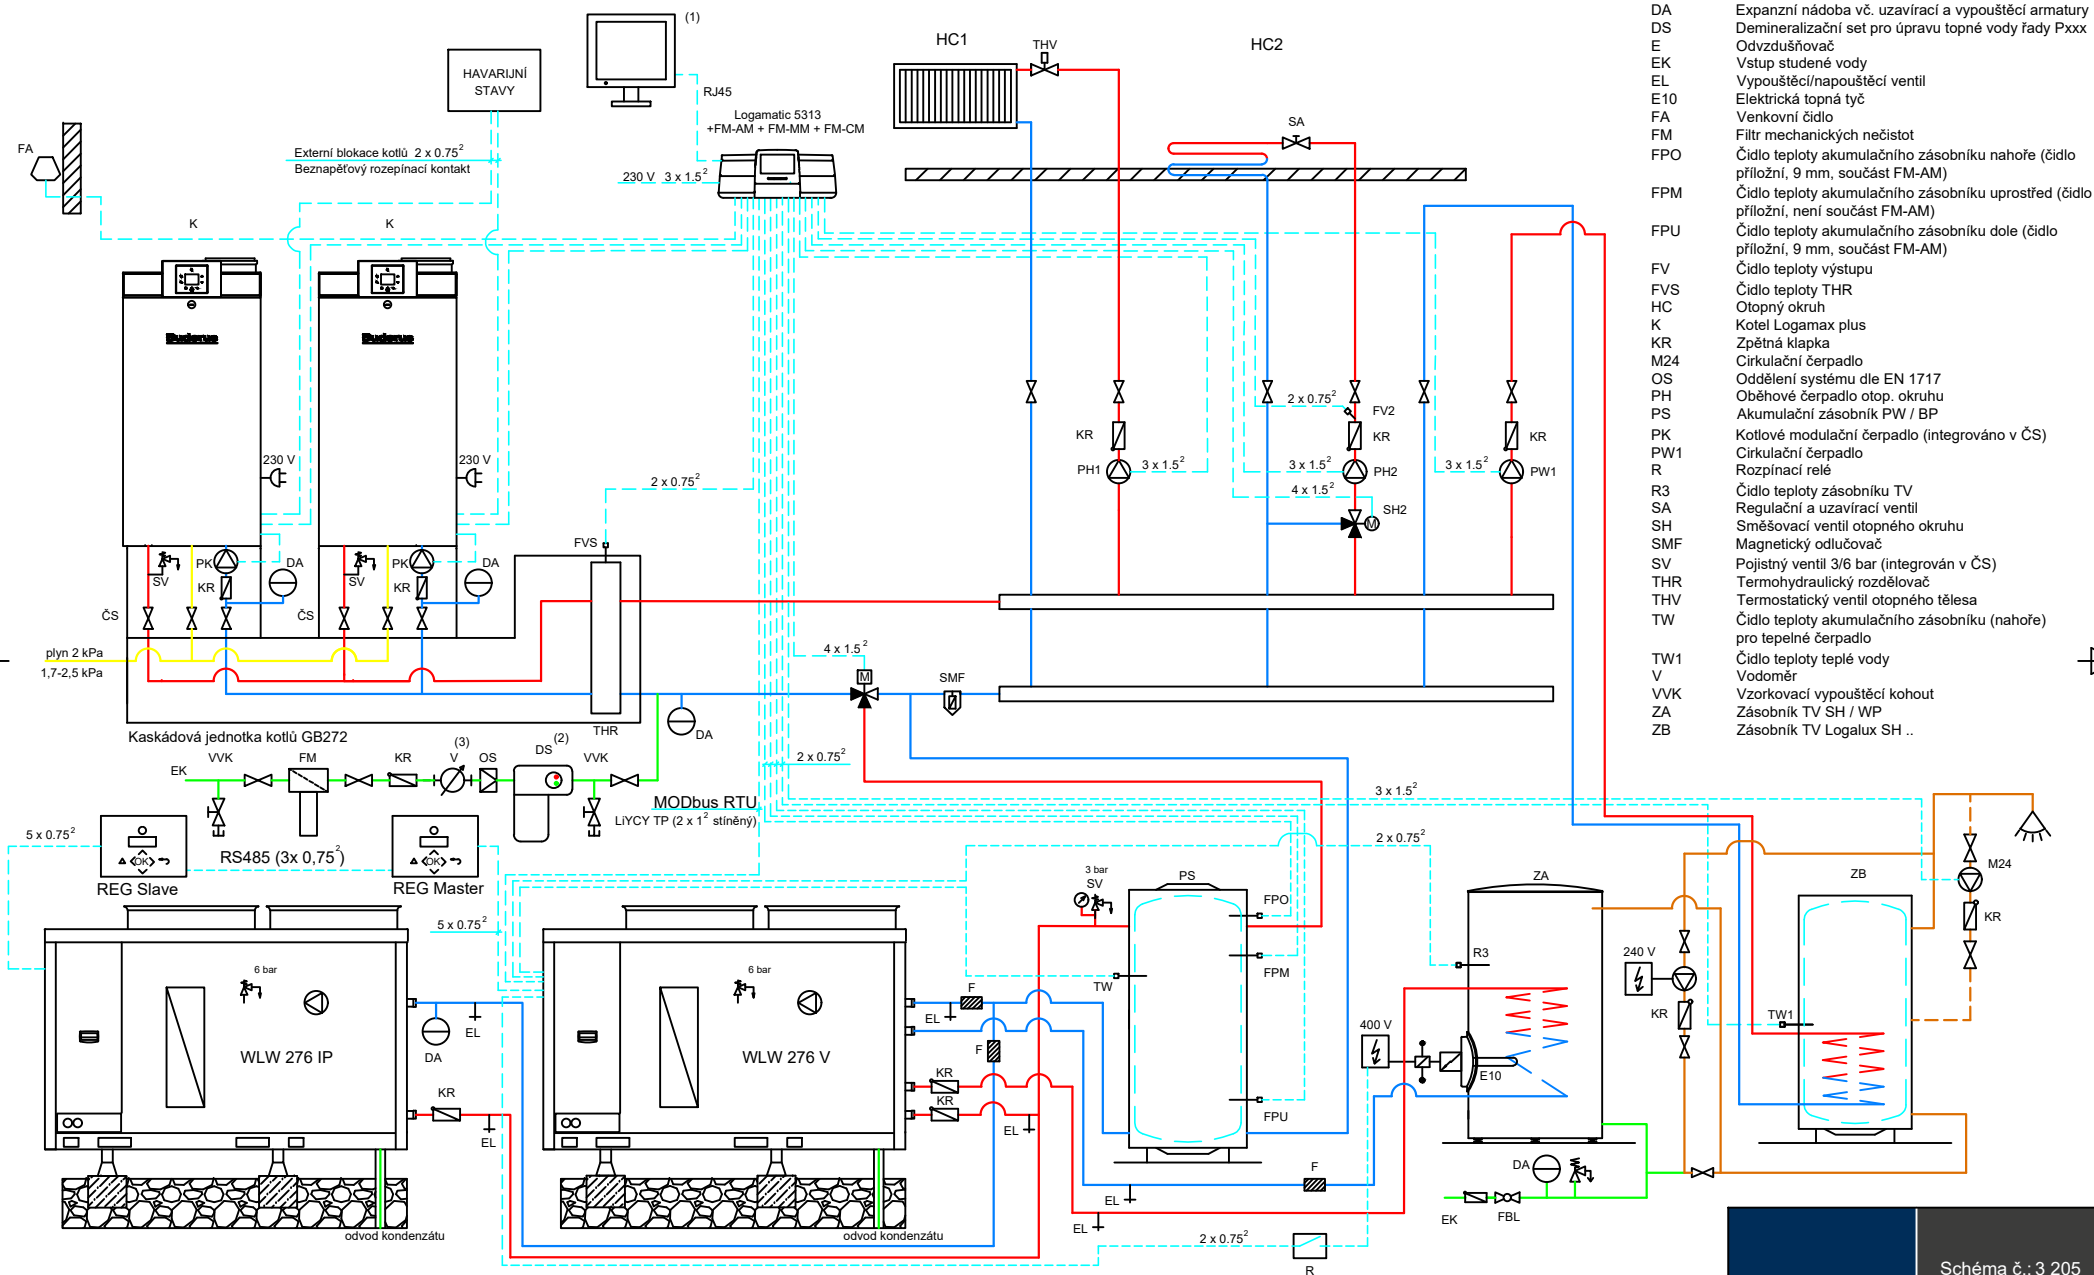 (1)
HC1
THV
HC2
HAVARIJNÍ
STAVY
RJ45
Logamatic 5313
+FM-AM + FM-MM + FM-CM
SA
FA
Externí blokace kotlů 2 x 0.75²
Beznapěťový rozepínací kontakt
230 V 3 x 1.5²
K
K
Buderus
Buderus
2 x 0.75²
FV2
KR
KR
KR
230 V
230 V
PH1
3 x 1.5²
3 x 1.5²
PH2
3 x 1.5²
PW1
2 x 0.75²
4 x 1.5²
SH2
M
FVS
PK
DA
PK
DA
SV
KR
SV
KR
ČS
ČS
plyn 2 kPa
1,7-2,5 kPa
4 x 1.5²
M
SMF
THR
DA
Kaskádová jednotka kotlů GB272
EK
VVK
FM
KR
(3)
V
OS
DS
(2)
VVK
2 x 0.75²
MODbus RTU
LiYCY TP (2 x 1² stíněný)
3 x 1.5²
5 x 0.75²
OK
RS485 (3x 0,75²)
OK
REG Slave
REG Master
2 x 0.75²
M24
3 bar
SV
PS
ZA
ZB
FPO
KR
5 x 0.75²
6 bar
6 bar
R3
240 V
FPM
TW
F
EL
EL
DA
F
400 V
KR
TW1
WLW 276 IP
WLW 276 V
KR
KR
KR
E10
EL
EL
FPU
F
DA
EL
EL
EK
FBL
odvod kondenzátu
odvod kondenzátu
2 x 0.75²
R
DA Expanzní nádoba vč. uzavírací a vypouštěcí armatury
DS Demineralizační set pro úpravu topné vody řady Pxxx
E Odvzdušňovač
EK Vstup studené vody
EL Vypouštěcí/napouštěcí ventil
E10 Elektrická topná tyč
FA Venkovní čidlo
FM Filtr mechanických nečistot
FPO Čidlo teploty akumulačního zásobníku nahoře (čidlo
příložní, 9 mm, součást FM-AM)
FPM Čidlo teploty akumulačního zásobníku uprostřed (čidlo
příložní, není součást FM-AM)
FPU Čidlo teploty akumulačního zásobníku dole (čidlo
příložní, 9 mm, součást FM-AM)
FV Čidlo teploty výstupu
FVS Čidlo teploty THR
HC Otopný okruh
K Kotel Logamax plus
KR Zpětná klapka
M24 Cirkulační čerpadlo
OS Oddělení systému dle EN 1717
PH Oběhové čerpadlo otop. okruhu
PS Akumulační zásobník PW / BP
PK Kotlové modulační čerpadlo (integrováno v ČS)
PW1 Cirkulační čerpadlo
R Rozpínací relé
R3 Čidlo teploty zásobníku TV
SA Regulační a uzavírací ventil
SH Směšovací ventil otopného okruhu
SMF Magnetický odlučovač
SV Pojistný ventil 3/6 bar (integrován v ČS)
THR Termohydraulický rozdělovač
THV Termostatický ventil otopného tělesa
TW Čidlo teploty akumulačního zásobníku (nahoře)
pro tepelné čerpadlo
TW1 Čidlo teploty teplé vody
V Vodoměr
VVK Vzorkovací vypouštěcí kohout
ZA Zásobník TV SH / WP
ZB Zásobník TV Logalux SH ..
Schéma č.: 3 205